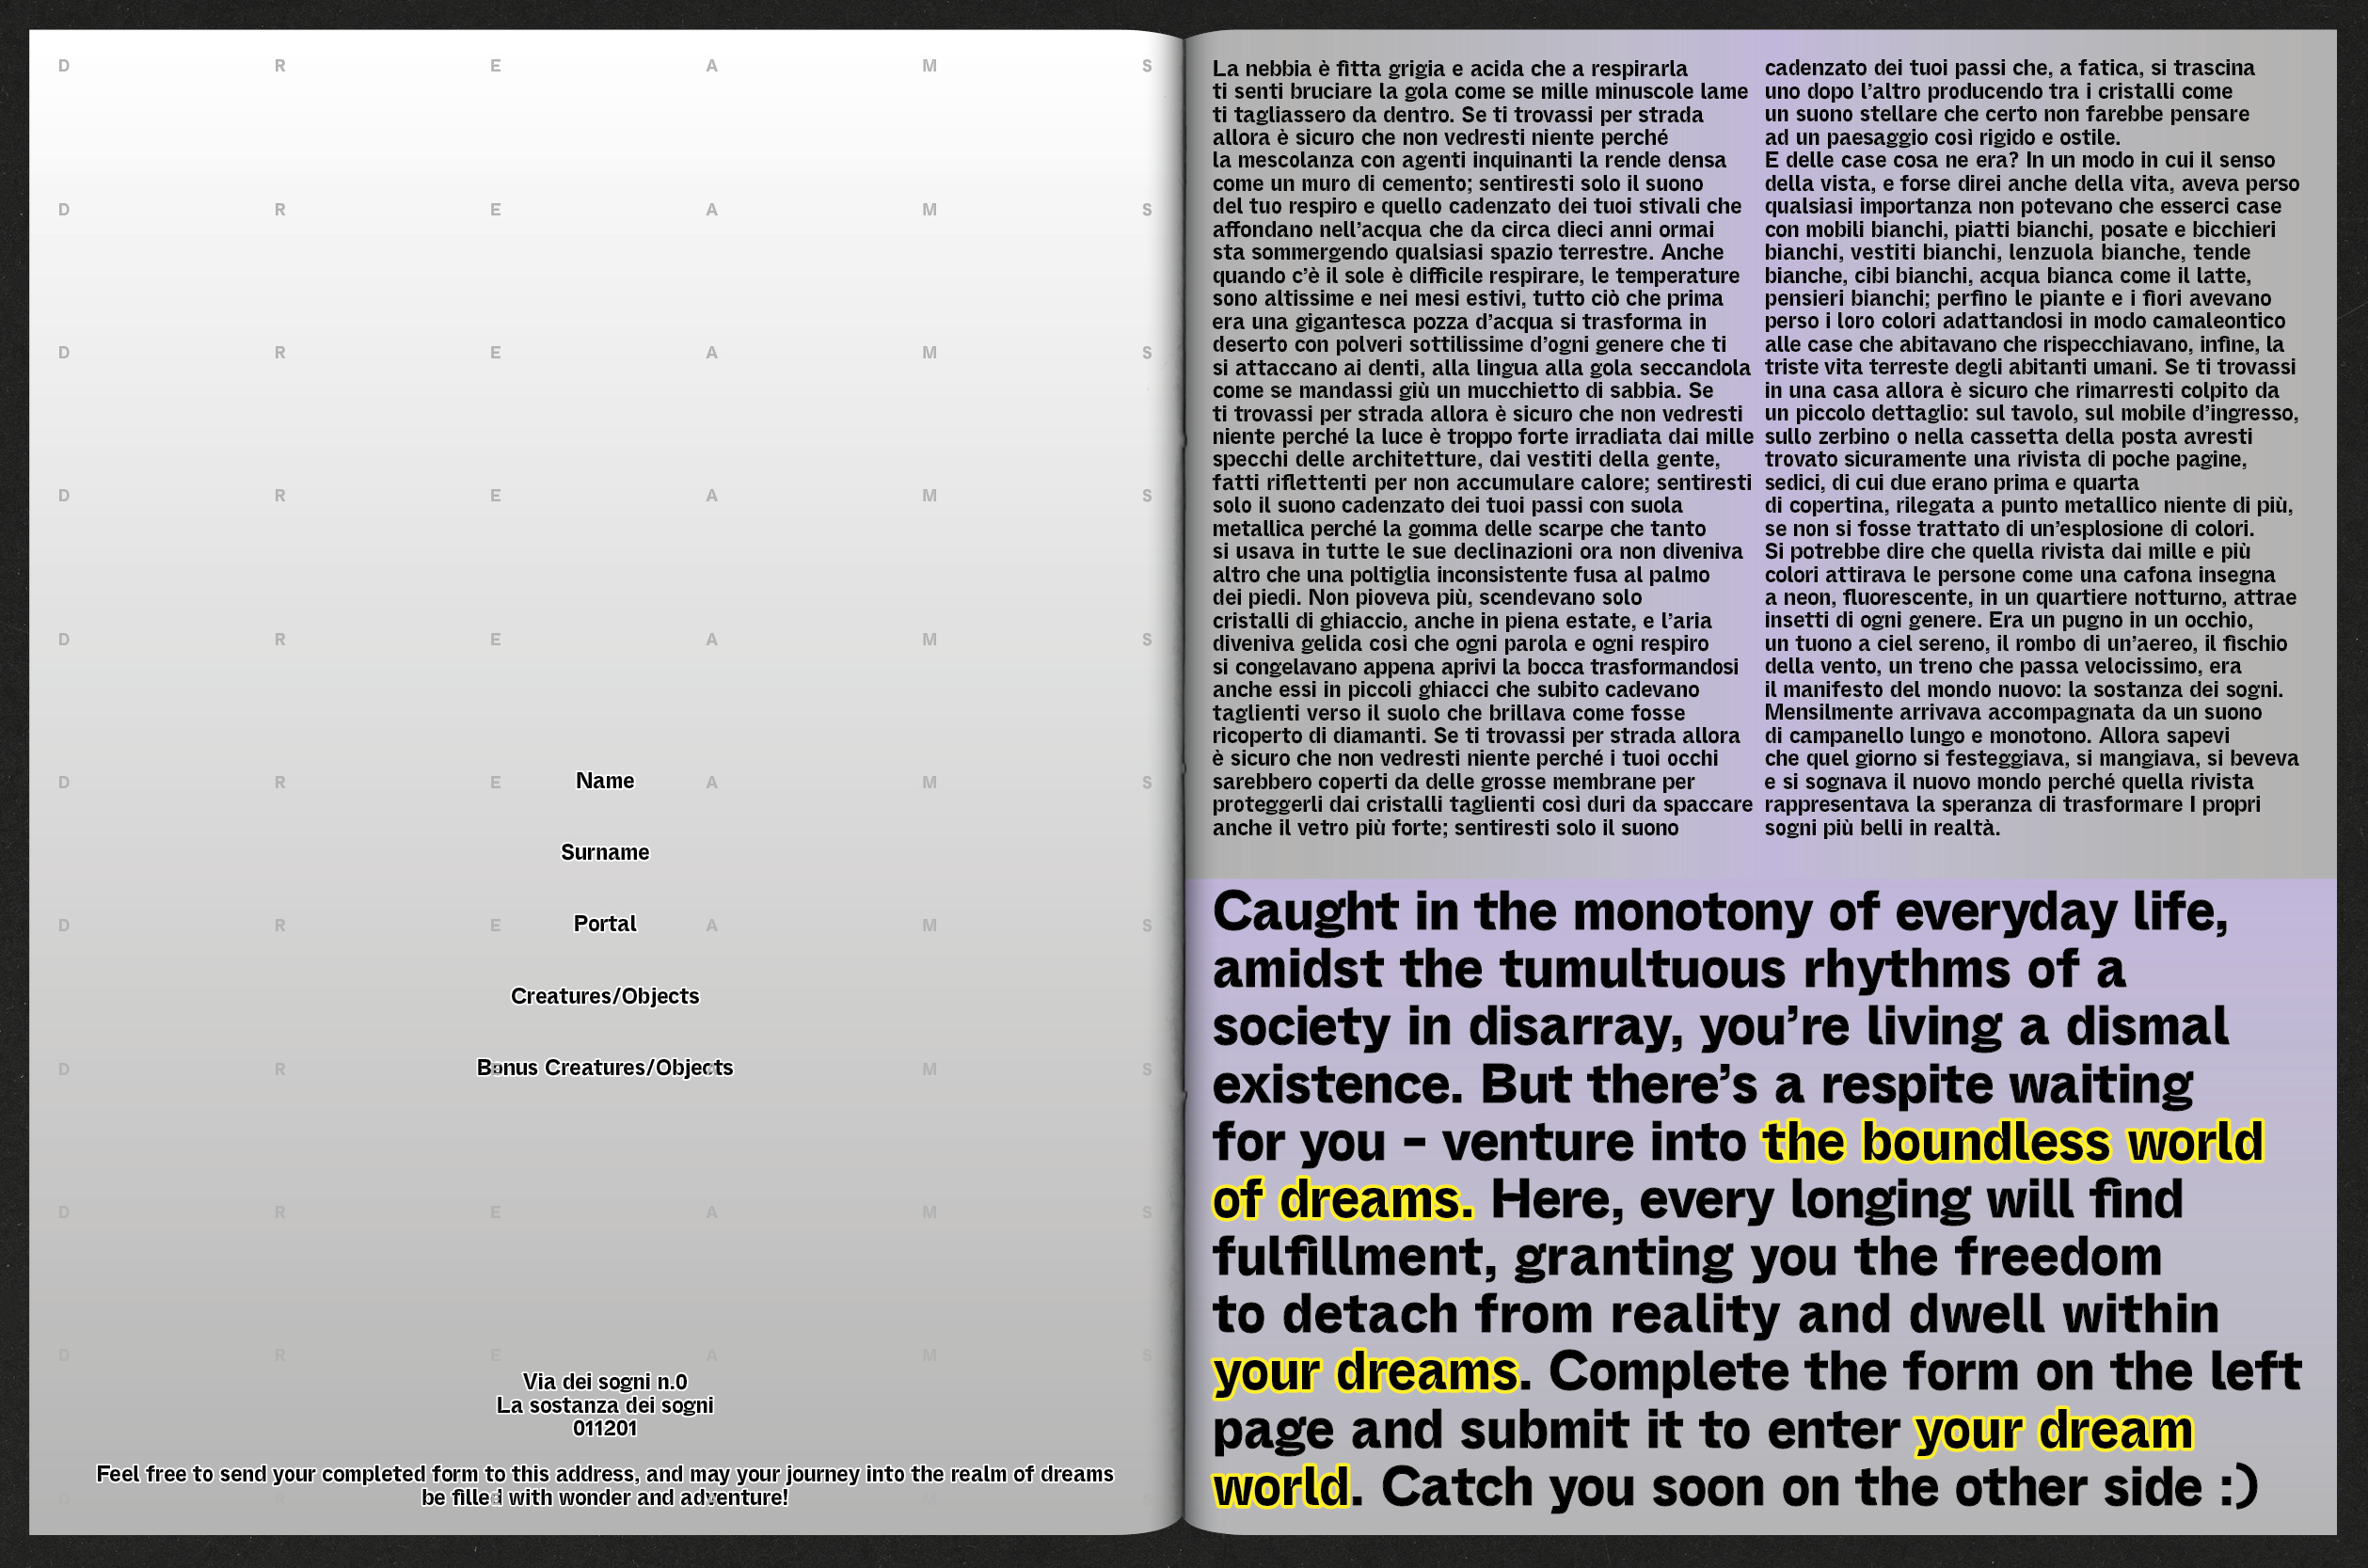 D R E A M S
D R E A M S
D R E A M S
D R E A M S
D R E A M S
D R E A M S
Name
Surname
D R E A M S
Portal
Creatures/Objects
D R E A M S
Bonus Creatures/Objects
D R E A M S
D R E A M S
Via dei sogni n.0
La sostanza dei sogni
011201
Feel free to send your completed form to this address, and may your journey into the realm of dreams
be filled with wonder and adventure!
D R E A M S
La nebbia è fitta grigia e acida che a respirarla
ti senti bruciare la gola come se mille minuscole lame
ti tagliassero da dentro. Se ti trovassi per strada
allora è sicuro che non vedresti niente perché
la mescolanza con agenti inquinanti la rende densa
come un muro di cemento; sentiresti solo il suono
del tuo respiro e quello cadenzato dei tuoi stivali che
affondano nell’acqua che da circa dieci anni ormai
sta sommergendo qualsiasi spazio terrestre. Anche
quando c’è il sole è difficile respirare, le temperature
sono altissime e nei mesi estivi, tutto ciò che prima
era una gigantesca pozza d’acqua si trasforma in
deserto con polveri sottilissime d’ogni genere che ti
si attaccano ai denti, alla lingua alla gola seccandola
come se mandassi giù un mucchietto di sabbia. Se
ti trovassi per strada allora è sicuro che non vedresti
niente perché la luce è troppo forte irradiata dai mille
specchi delle architetture, dai vestiti della gente,
fatti riflettenti per non accumulare calore; sentiresti
solo il suono cadenzato dei tuoi passi con suola
metallica perché la gomma delle scarpe che tanto
si usava in tutte le sue declinazioni ora non diveniva
altro che una poltiglia inconsistente fusa al palmo
dei piedi. Non pioveva più, scendevano solo
cristalli di ghiaccio, anche in piena estate, e l’aria
diveniva gelida così che ogni parola e ogni respiro
si congelavano appena aprivi la bocca trasformandosi
anche essi in piccoli ghiacci che subito cadevano
taglienti verso il suolo che brillava come fosse
ricoperto di diamanti. Se ti trovassi per strada allora
è sicuro che non vedresti niente perché i tuoi occhi
sarebbero coperti da delle grosse membrane per
proteggerli dai cristalli taglienti così duri da spaccare
anche il vetro più forte; sentiresti solo il suono
cadenzato dei tuoi passi che, a fatica, si trascina
uno dopo l’altro producendo tra i cristalli come
un suono stellare che certo non farebbe pensare
ad un paesaggio così rigido e ostile.
E delle case cosa ne era? In un modo in cui il senso
della vista, e forse direi anche della vita, aveva perso
qualsiasi importanza non potevano che esserci case
con mobili bianchi, piatti bianchi, posate e bicchieri
bianchi, vestiti bianchi, lenzuola bianche, tende
bianche, cibi bianchi, acqua bianca come il latte,
pensieri bianchi; perfino le piante e i fiori avevano
perso i loro colori adattandosi in modo camaleontico
alle case che abitavano che rispecchiavano, infine, la
triste vita terreste degli abitanti umani. Se ti trovassi
in una casa allora è sicuro che rimarresti colpito da
un piccolo dettaglio: sul tavolo, sul mobile d’ingresso,
sullo zerbino o nella cassetta della posta avresti
trovato sicuramente una rivista di poche pagine,
sedici, di cui due erano prima e quarta
di copertina, rilegata a punto metallico niente di più,
se non si fosse trattato di un’esplosione di colori.
Si potrebbe dire che quella rivista dai mille e più
colori attirava le persone come una cafona insegna
a neon, fluorescente, in un quartiere notturno, attrae
insetti di ogni genere. Era un pugno in un occhio,
un tuono a ciel sereno, il rombo di un’aereo, il fischio
della vento, un treno che passa velocissimo, era
il manifesto del mondo nuovo: la sostanza dei sogni.
Mensilmente arrivava accompagnata da un suono
di campanello lungo e monotono. Allora sapevi
che quel giorno si festeggiava, si mangiava, si beveva
e si sognava il nuovo mondo perché quella rivista
rappresentava la speranza di trasformare I propri
sogni più belli in realtà.
Caught in the monotony of everyday life,
amidst the tumultuous rhythms of a
society in disarray, you’re living a dismal
existence. But there’s a respite waiting
for you – venture into the boundless world
of dreams. Here, every longing will find
fulfillment, granting you the freedom
to detach from reality and dwell within
your dreams. Complete the form on the left
page and submit it to enter your dream
world. Catch you soon on the other side :)